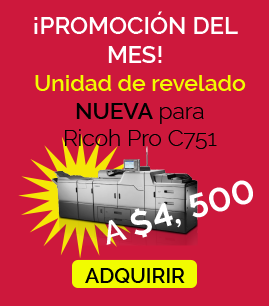 ¡PROMOCIÓN DEL
MES!
Unidad de revelado
NUEVA para
Ricoh Pro C751
A $4, 500
ADQUIRIR